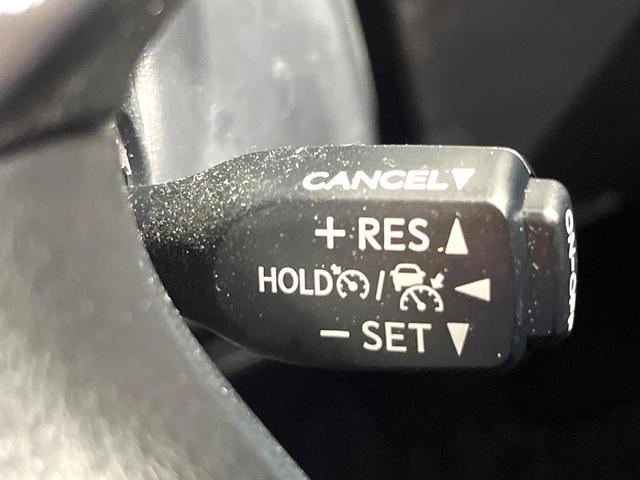 CANCEL▼
+ RES ▲
HOLD / ◀
− SET ▼
ON-OFF